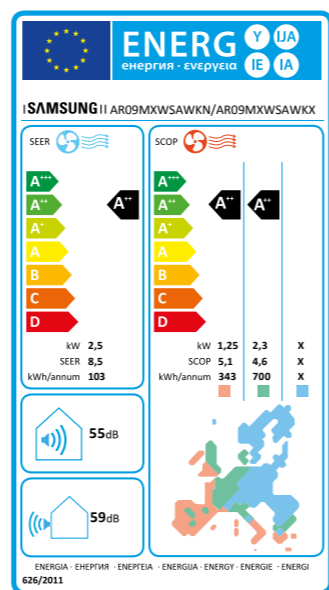 ENERG Y IJA
енергия · ενεργεια IE IA
SAMSUNG AR09MXWSAWKN/AR09MXWSAWKX
SEER SCOP
A+++ A+++
A++ A++ A++ A++ A++
A+ A+
A A
B B
C C
D D
kW 2,5 kW 1,25 2,3 X
SEER 8,5 SCOP 5,1 4,6 X
kWh/annum 103 kWh/annum 343 700 X
55dB
59dB
ENERGIA · ЕНЕРГИЯ · ΕΝΕΡΓΕΙΑ · ENERGIJA · ENERGY · ENERGIE · ENERGI
626/2011